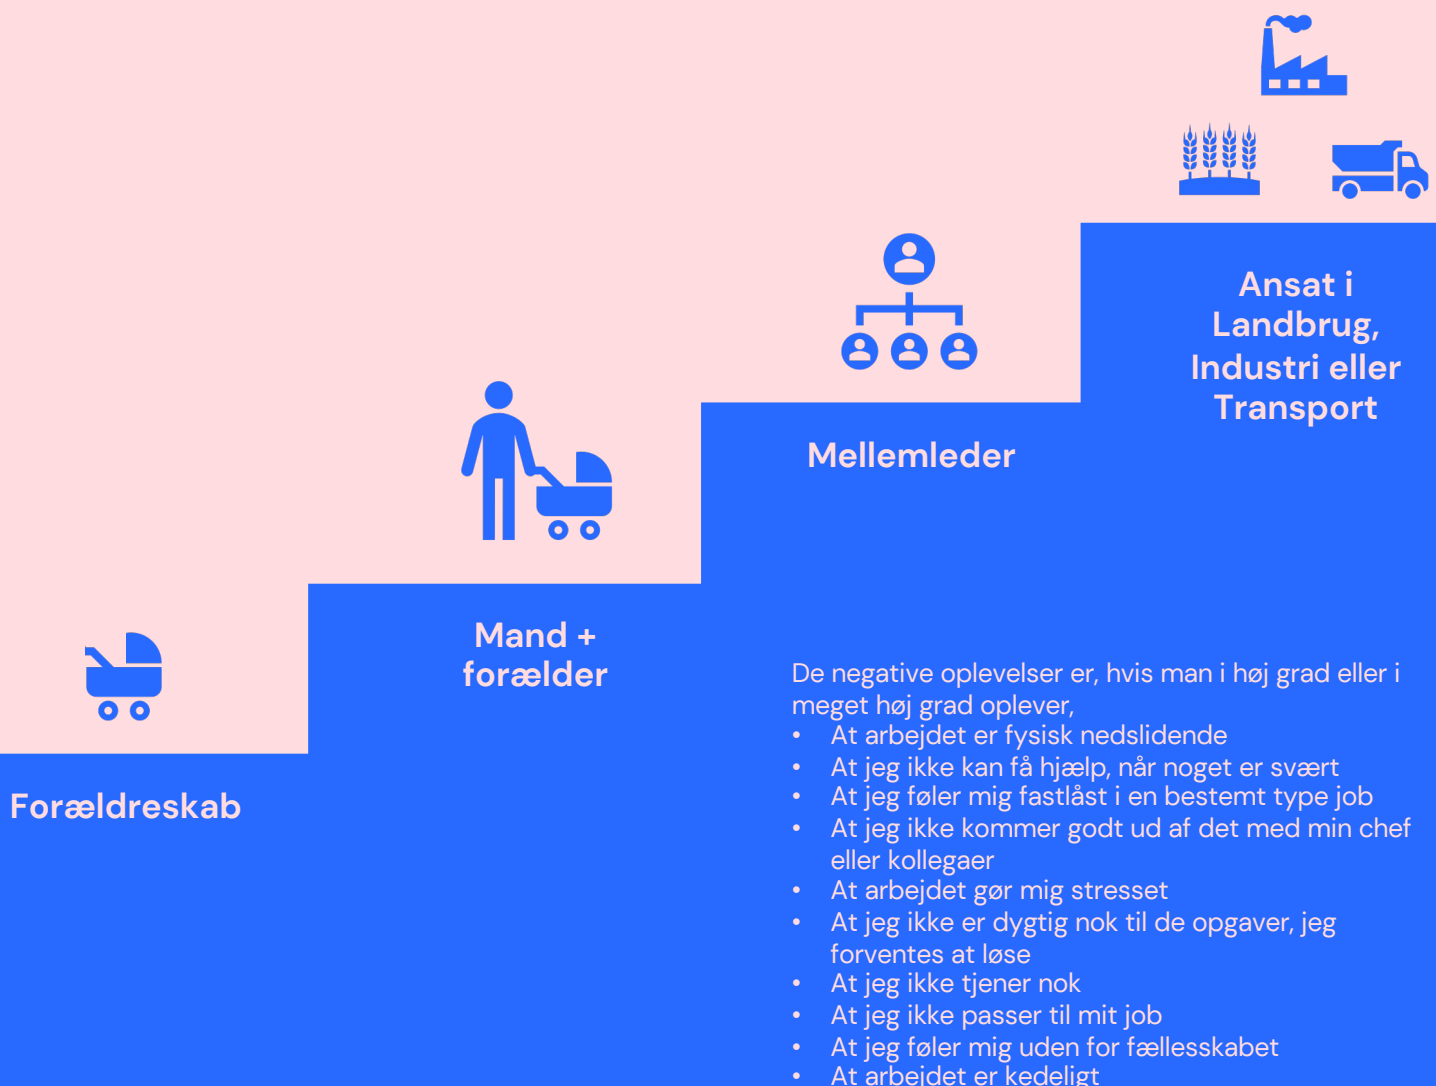 Ansat i
Landbrug,
Industri eller
Transport
Mellemleder
Mand +
forælder
Forældreskab
De negative oplevelser er, hvis man i høj grad eller i
meget høj grad oplever,
• At arbejdet er fysisk nedslidende
• At jeg ikke kan få hjælp, når noget er svært
• At jeg føler mig fastlåst i en bestemt type job
• At jeg ikke kommer godt ud af det med min chef
eller kollegaer
• At arbejdet gør mig stresset
• At jeg ikke er dygtig nok til de opgaver, jeg
forventes at løse
• At jeg ikke tjener nok
• At jeg ikke passer til mit job
• At jeg føler mig uden for fællesskabet
• At arbejdet er kedeligt